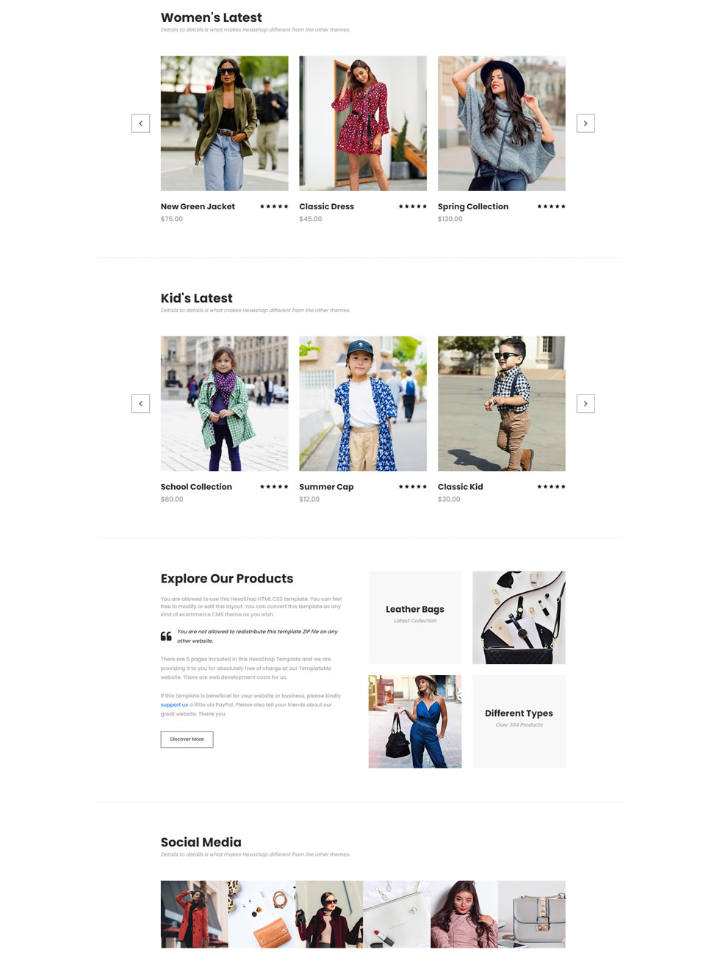 Women's Latest
Details to details is what makes Hexashop different from the other themes.
New Green Jacket ★★★★★
$75.00
Classic Dress ★★★★★
$45.00
Spring Collection ★★★★★
$130.00
Kid's Latest
Details to details is what makes Hexashop different from the other themes.
School Collection ★★★★★
$80.00
Summer Cap ★★★★★
$12.00
Classic Kid ★★★★★
$30.00
Explore Our Products
You are allowed to use this HexaShop HTML CSS template. You can feel
free to modify or edit this layout. You can convert this template as any
kind of ecommerce CMS theme as you wish.
You are not allowed to redistribute this template ZIP file on any
other website.
There are 5 pages included in this HexaShop Template and we are
providing it to you for absolutely free of charge at our TemplateMo
website. There are web development costs for us.
If this template is beneficial for your website or business, please kindly
support us a little via PayPal. Please also tell your friends about our
great website. Thank you.
Discover More
Leather Bags
Latest Collection
Different Types
Over 304 Products
Social Media
Details to details is what makes Hexashop different from the other themes.